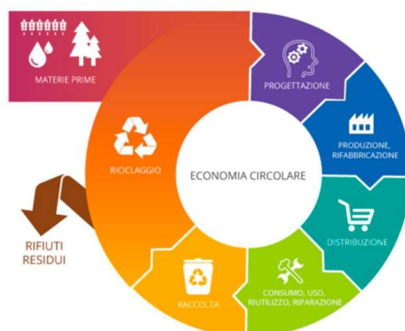 MATERIE PRIME
PROGETTAZIONE
PRODUZIONE,
RIFABBRICAZIONE
DISTRIBUZIONE
CONSUMO, USO,
RIUTILIZZO, RIPARAZIONE
RACCOLTA
RICICLAGGIO
RIFIUTI
RESIDUI
ECONOMIA CIRCOLARE